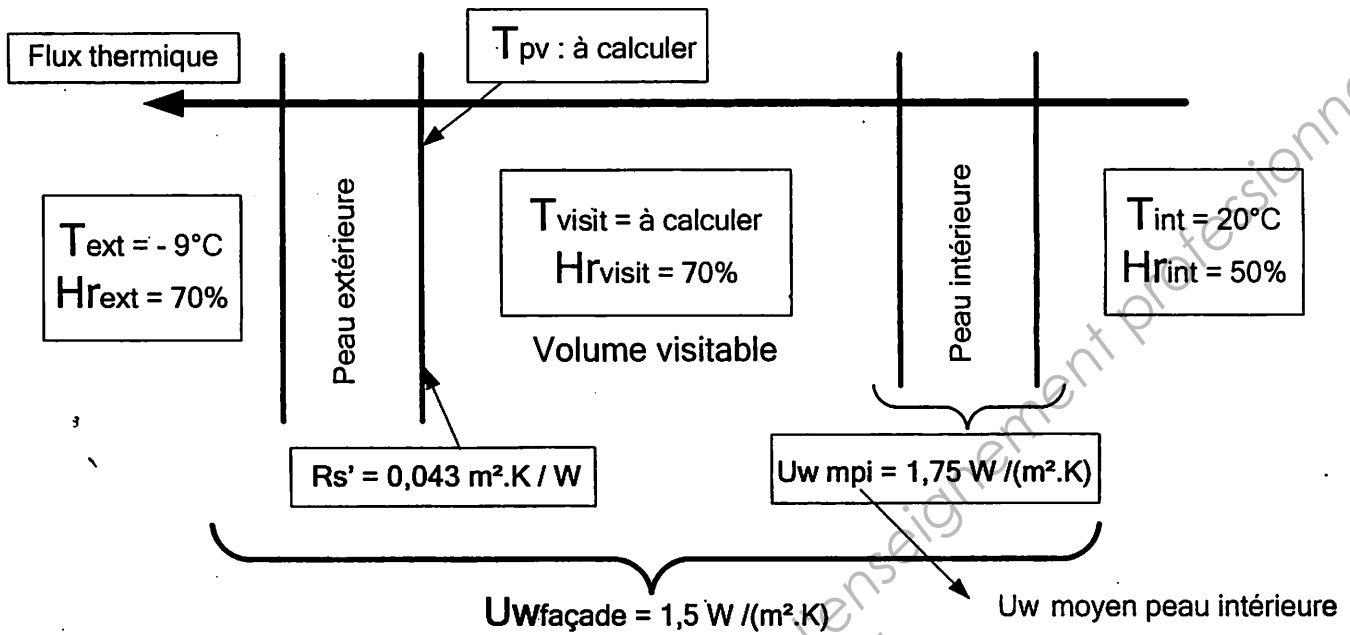 Flux thermique
Tpv : à calculer
Text = - 9°C
Hrext = 70%
Peau extérieure
Tvisit = à calculer
Hrvisit = 70%
Volume visitable
Peau intérieure
Tint = 20°C
Hrint = 50%
Rs' = 0,043 m².K / W
Uw mpi = 1,75 W /(m².K)
Uwfaçade = 1,5 W /(m².K)
Uw moyen peau intérieure
enseignement professionne